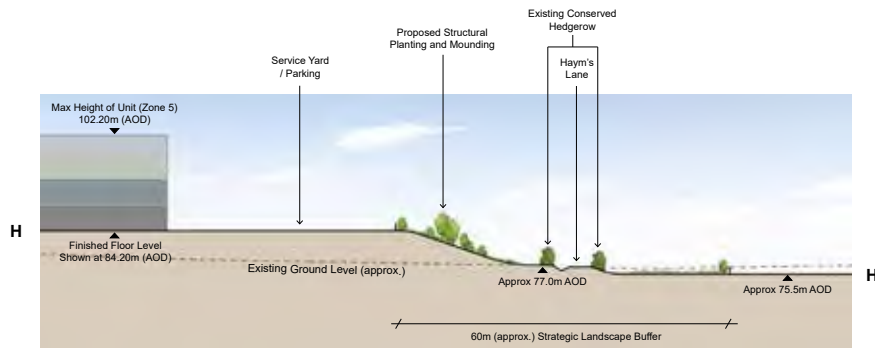 Existing Conserved
Hedgerow
Proposed Structural
Planting and Mounding
Haym's
Lane
Service Yard
/ Parking
Max Height of Unit (Zone 5)
102.20m (AOD)
H
Finished Floor Level
Shown at 84.20m (AOD)
Existing Ground Level (approx.)
Approx 77.0m AOD
Approx 75.5m AOD
H
60m (approx.) Strategic Landscape Buffer